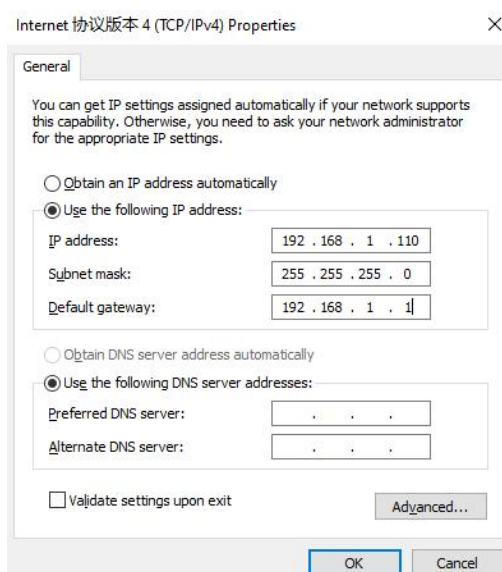 Internet 协议版本 4 (TCP/IPv4) Properties
General
You can get IP settings assigned automatically if your network supports
this capability. Otherwise, you need to ask your network administrator
for the appropriate IP settings.
Obtain an IP address automatically
Use the following IP address:
IP address: 192 . 168 . 1 . 110
Subnet mask: 255 . 255 . 255 . 0
Default gateway: 192 . 168 . 1 . 1
Obtain DNS server address automatically
Use the following DNS server addresses:
Preferred DNS server: . . .
Alternate DNS server: . . .
Validate settings upon exit
Advanced...
OK Cancel